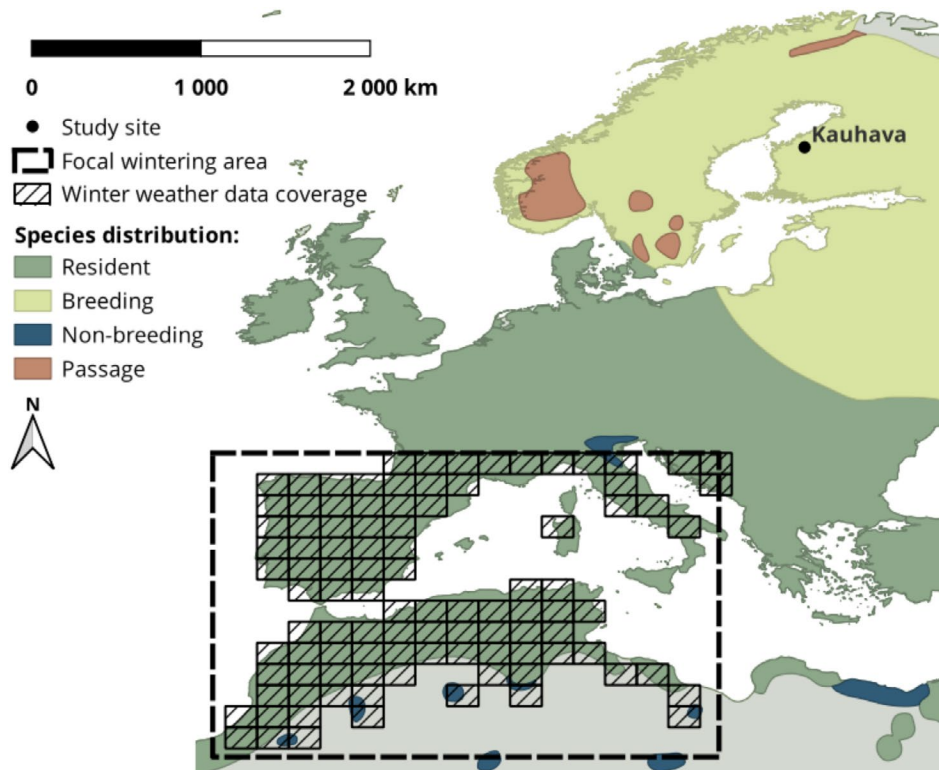 0 1 000 2 000 km
Study site
Focal wintering area
Winter weather data coverage
Species distribution:
Resident
Breeding
Non-breeding
Passage
N
Kauhava